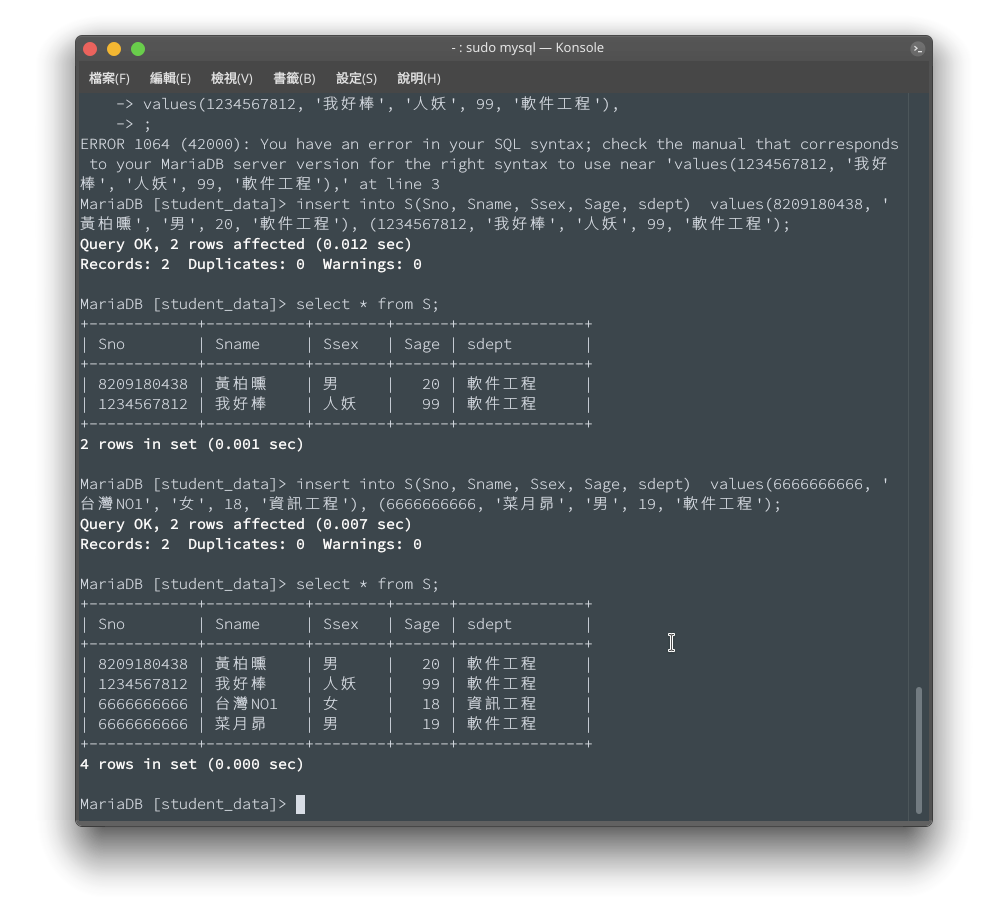 - : sudo mysql — Konsole
檔案(F) 編輯(E) 檢視(V) 書籤(B) 設定(S) 說明(H)
    -> values(1234567812, '我好棒', '人妖', 99, '軟件工程'),
    -> ;
ERROR 1064 (42000): You have an error in your SQL syntax; check the manual that corresponds
 to your MariaDB server version for the right syntax to use near 'values(1234567812, '我好
棒', '人妖', 99, '軟件工程'),' at line 3
MariaDB [student_data]> insert into S(Sno, Sname, Ssex, Sage, sdept)  values(8209180438, '
黃柏曛', '男', 20, '軟件工程'), (1234567812, '我好棒', '人妖', 99, '軟件工程');
Query OK, 2 rows affected (0.012 sec)
Records: 2  Duplicates: 0  Warnings: 0
MariaDB [student_data]> select * from S;
+------------+-----------+--------+------+--------------+
| Sno        | Sname     | Ssex   | Sage | sdept        |
+------------+-----------+--------+------+--------------+
| 8209180438 | 黃柏曛    | 男     |   20 | 軟件工程     |
| 1234567812 | 我好棒    | 人妖   |   99 | 軟件工程     |
+------------+-----------+--------+------+--------------+
2 rows in set (0.001 sec)
MariaDB [student_data]> insert into S(Sno, Sname, Ssex, Sage, sdept)  values(6666666666, '
台灣NO1', '女', 18, '資訊工程'), (6666666666, '菜月昴', '男', 19, '軟件工程');
Query OK, 2 rows affected (0.007 sec)
Records: 2  Duplicates: 0  Warnings: 0
MariaDB [student_data]> select * from S;
+------------+-----------+--------+------+--------------+
| Sno        | Sname     | Ssex   | Sage | sdept        |
+------------+-----------+--------+------+--------------+
| 8209180438 | 黃柏曛    | 男     |   20 | 軟件工程     |
| 1234567812 | 我好棒    | 人妖   |   99 | 軟件工程     |
| 6666666666 | 台灣NO1   | 女     |   18 | 資訊工程     |
| 6666666666 | 菜月昴    | 男     |   19 | 軟件工程     |
+------------+-----------+--------+------+--------------+
4 rows in set (0.000 sec)
MariaDB [student_data]>